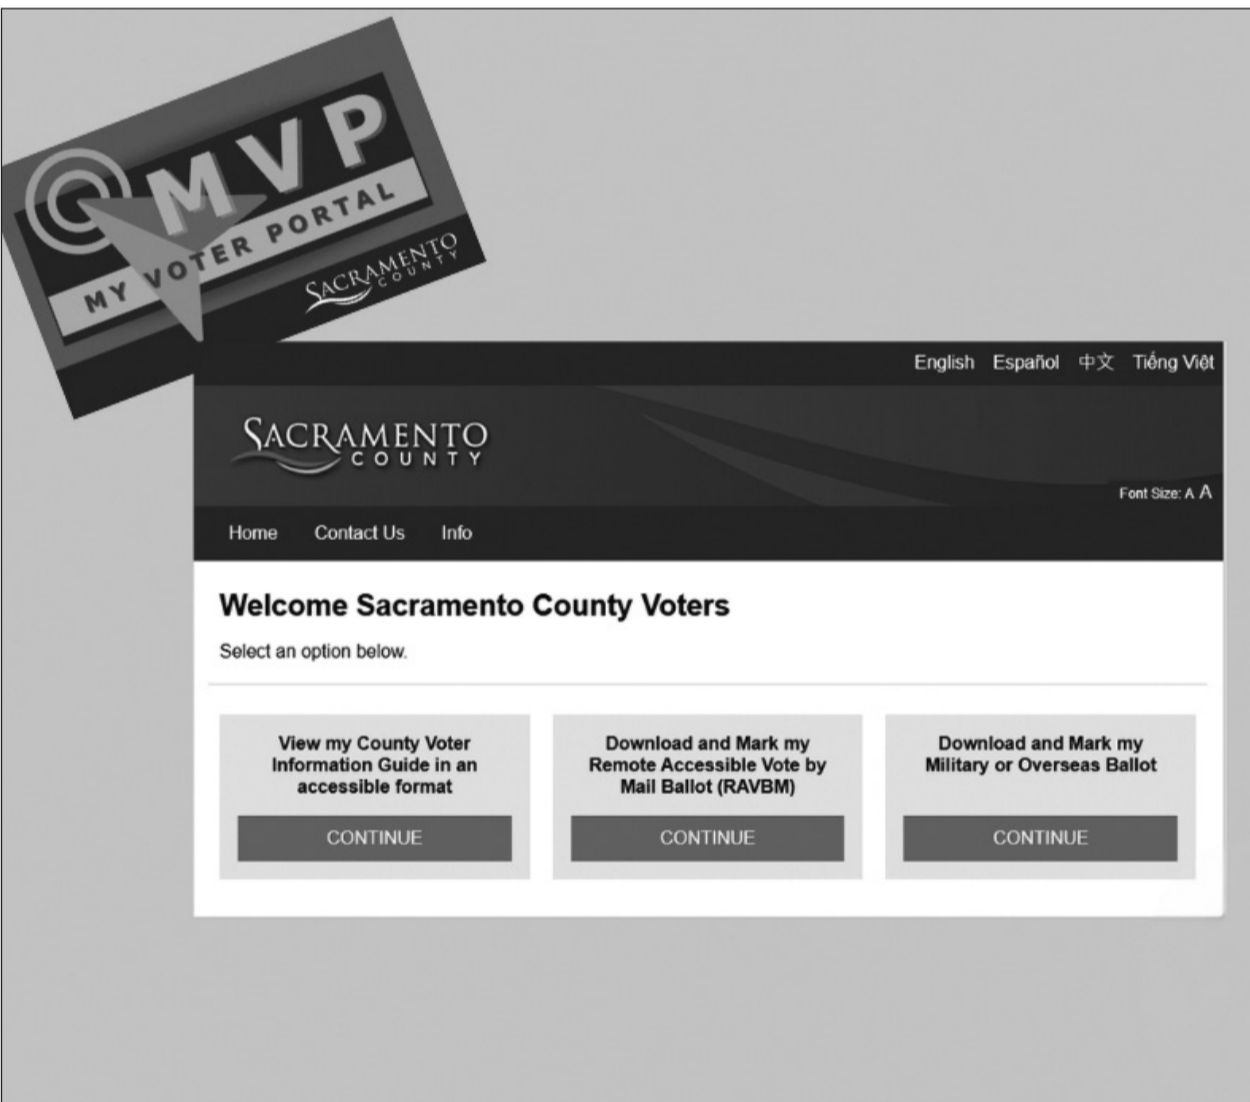 MVP
MY VOTER PORTAL
SACRAMENTO
COUNTY
English Español 中文 Tiếng Việt
SACRAMENTO
COUNTY
Font Size: A A
Home Contact Us Info
Welcome Sacramento County Voters
Select an option below.
View my County Voter
Information Guide in an
accessible format
CONTINUE
Download and Mark my
Remote Accessible Vote by
Mail Ballot (RAVBM)
CONTINUE
Download and Mark my
Military or Overseas Ballot
CONTINUE